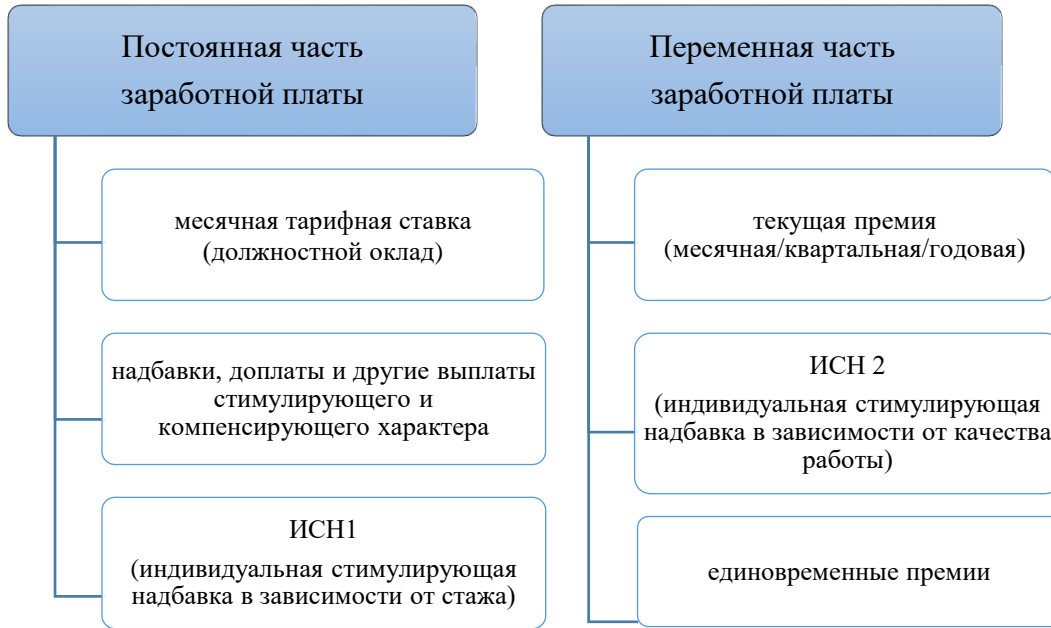 Постоянная часть
заработной платы
месячная тарифная ставка
(должностной оклад)
надбавки, доплаты и другие выплаты
стимулирующего и
компенсирующего характера
ИСН1
(индивидуальная стимулирующая
надбавка в зависимости от стажа)
Переменная часть
заработной платы
текущая премия
(месячная/квартальная/годовая)
ИСН 2
(индивидуальная стимулирующая
надбавка в зависимости от качества
работы)
единовременные премии